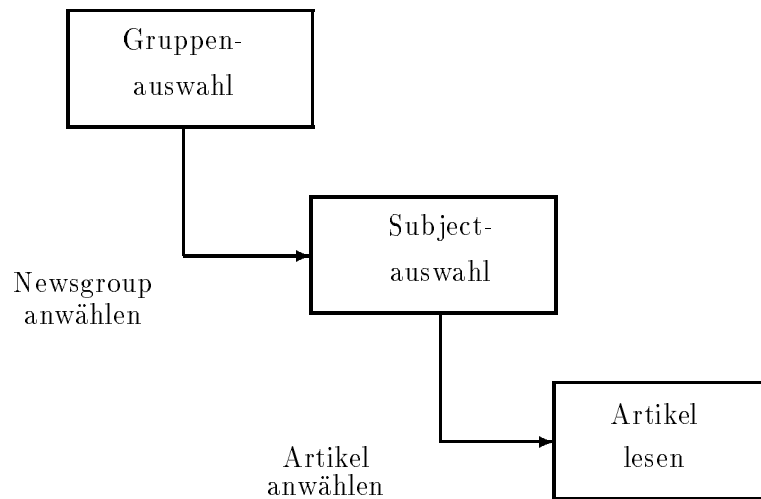 Gruppen-
auswahl
Subject-
auswahl
Newsgroup
anwählen
Artikel
lesen
Artikel
anwählen